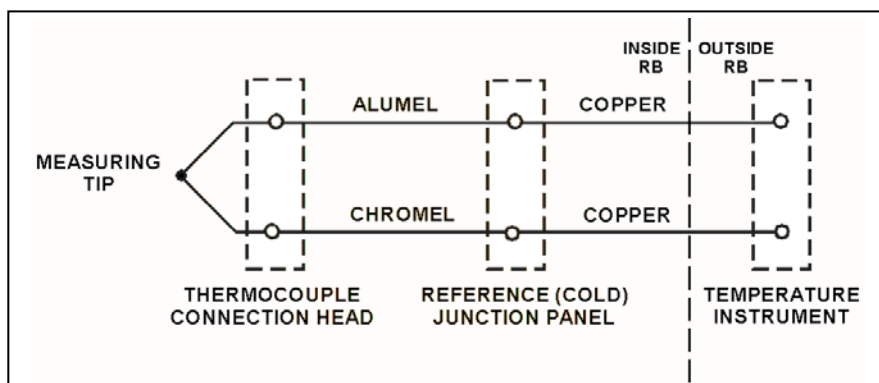 INSIDE
RB
OUTSIDE
RB
ALUMEL
COPPER
MEASURING
TIP
CHROMEL
COPPER
THERMOCOUPLE
CONNECTION HEAD
REFERENCE (COLD)
JUNCTION PANEL
TEMPERATURE
INSTRUMENT